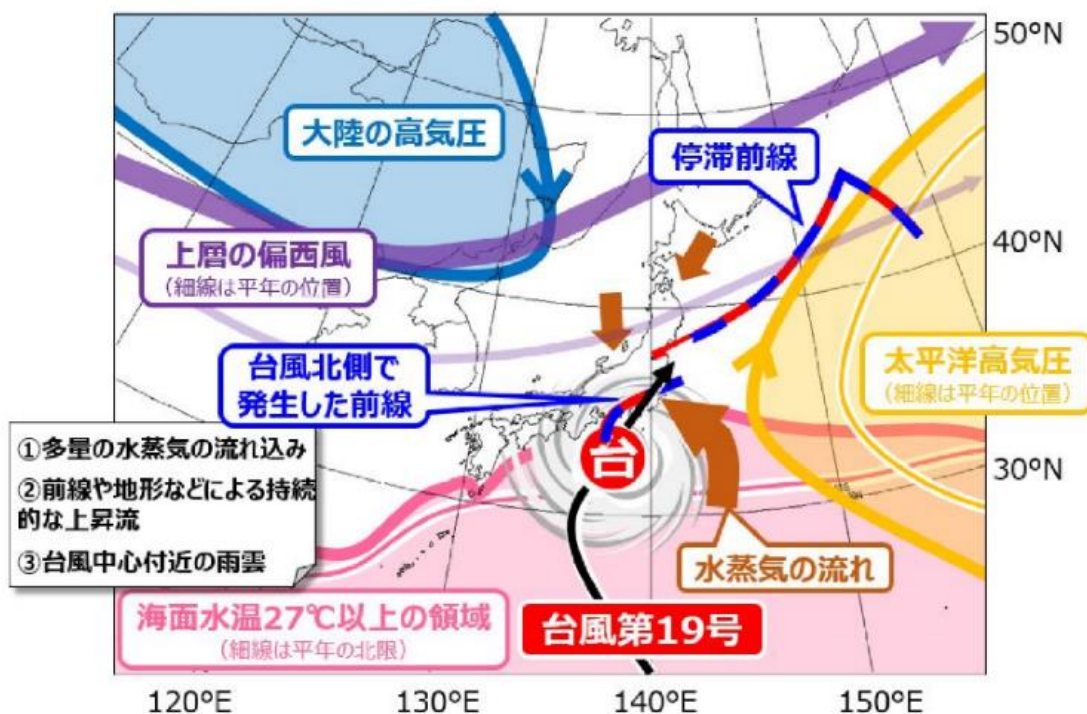 50°N
大陸の高気圧
停滞前線
40°N
上層の偏西風
（細線は平年の位置）
台風北側で
発生した前線
太平洋高気圧
（細線は平年の位置）
①多量の水蒸気の流れ込み
②前線や地形などによる持続
的な上昇流
③台風中心付近の雨雲
台
30°N
水蒸気の流れ
海面水温27℃以上の領域
（細線は平年の北限）
台風第19号
120°E
130°E
140°E
150°E